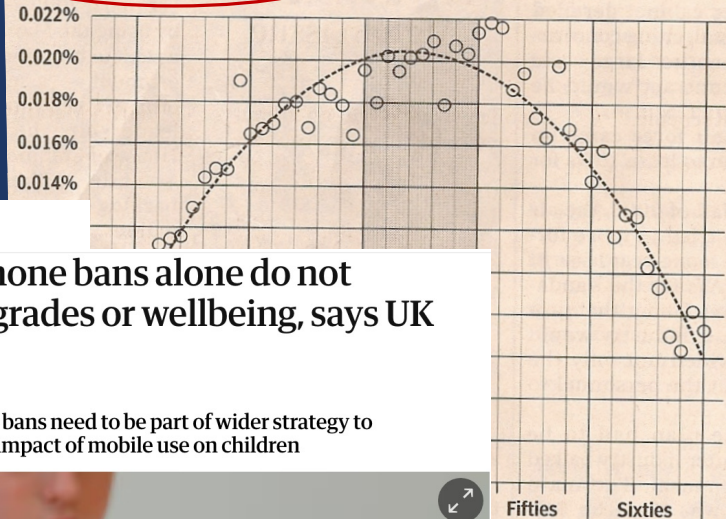 0.022%
0.020%
0.018%
0.016%
0.014%
bans alone do not
grades or wellbeing, says UK
bans need to be part of wider strategy to
impact of mobile use on children
Fifties
Sixties